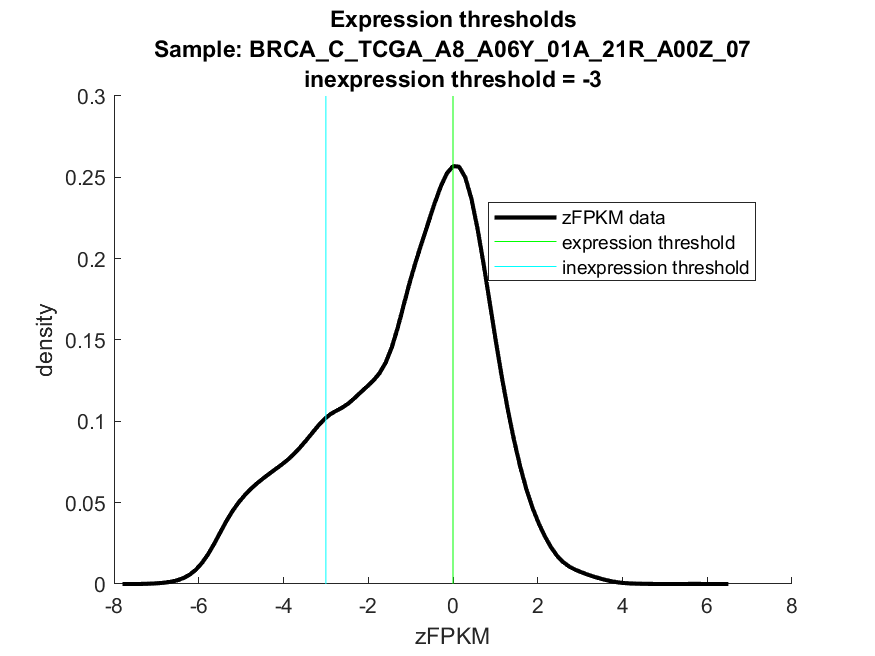 Expression thresholds
Sample: BRCA_C_TCGA_A8_A06Y_01A_21R_A00Z_07
inexpression threshold = -3
0.3
0.25
0.2
0.15
0.1
0.05
0
density
zFPKM data
expression threshold
inexpression threshold
-8 -6 -4 -2 0 2 4 6 8
zFPKM